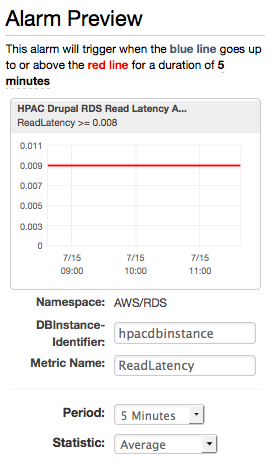 Alarm Preview
This alarm will trigger when the blue line goes
up to or above the red line for a duration of 5
minutes
HPAC Drupal RDS Read Latency A...
ReadLatency >= 0.008
0.011
0.009
0.007
0.005
0.003
0
7/15 7/15 7/15
09:00 10:00 11:00
Namespace: AWS/RDS
DBInstance-
Identifier: hpacdbinstance
Metric Name: ReadLatency
Period: 5 Minutes
Statistic: Average